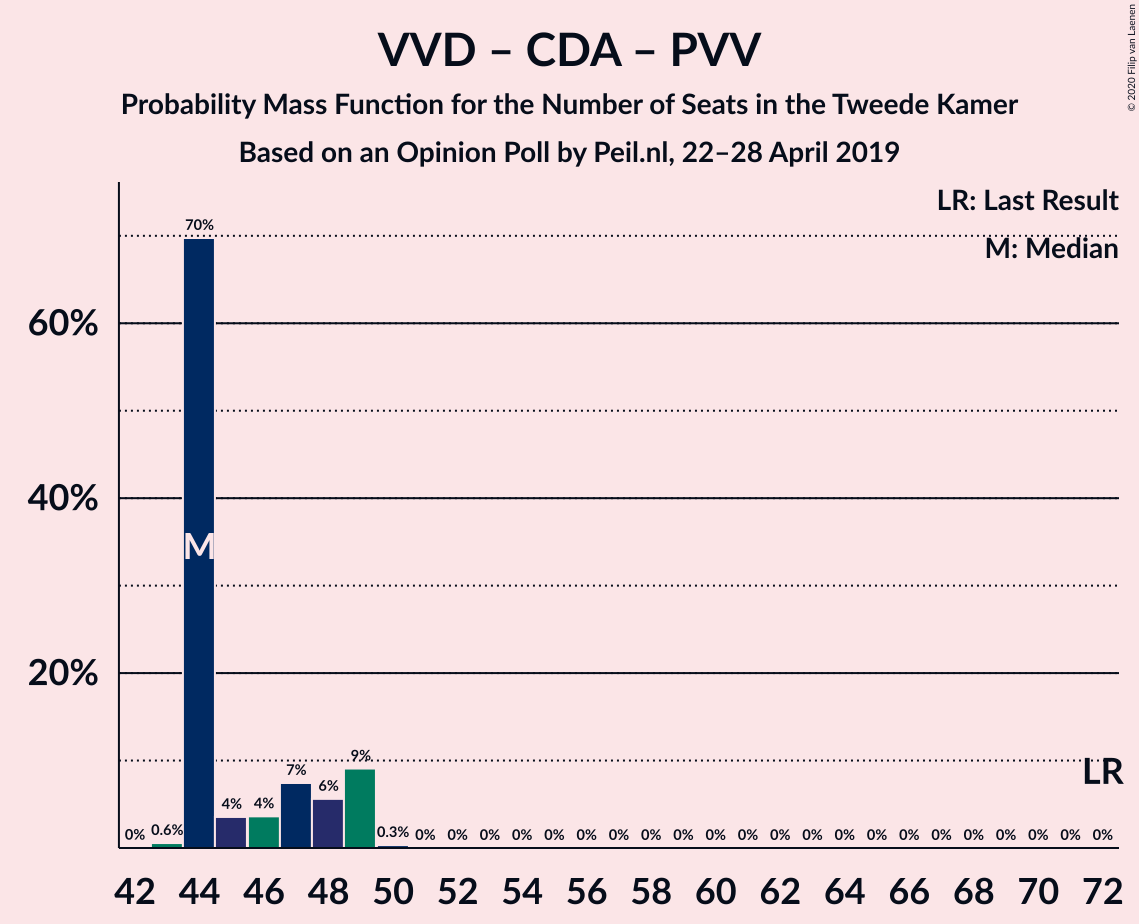 VVD – CDA – PVV
Probability Mass Function for the Number of Seats in the Tweede Kamer
Based on an Opinion Poll by Peil.nl, 22–28 April 2019
© 2020 Filip van Laenen
LR: Last Result
M: Median
70%
60%
40%
M
20%
9%
7%
6%
4% 4%
LR
0% 0.6% 0.3% 0% 0% 0% 0% 0% 0% 0% 0% 0% 0% 0% 0% 0% 0% 0% 0% 0% 0% 0% 0% 0%
42 44 46 48 50 52 54 56 58 60 62 64 66 68 70 72